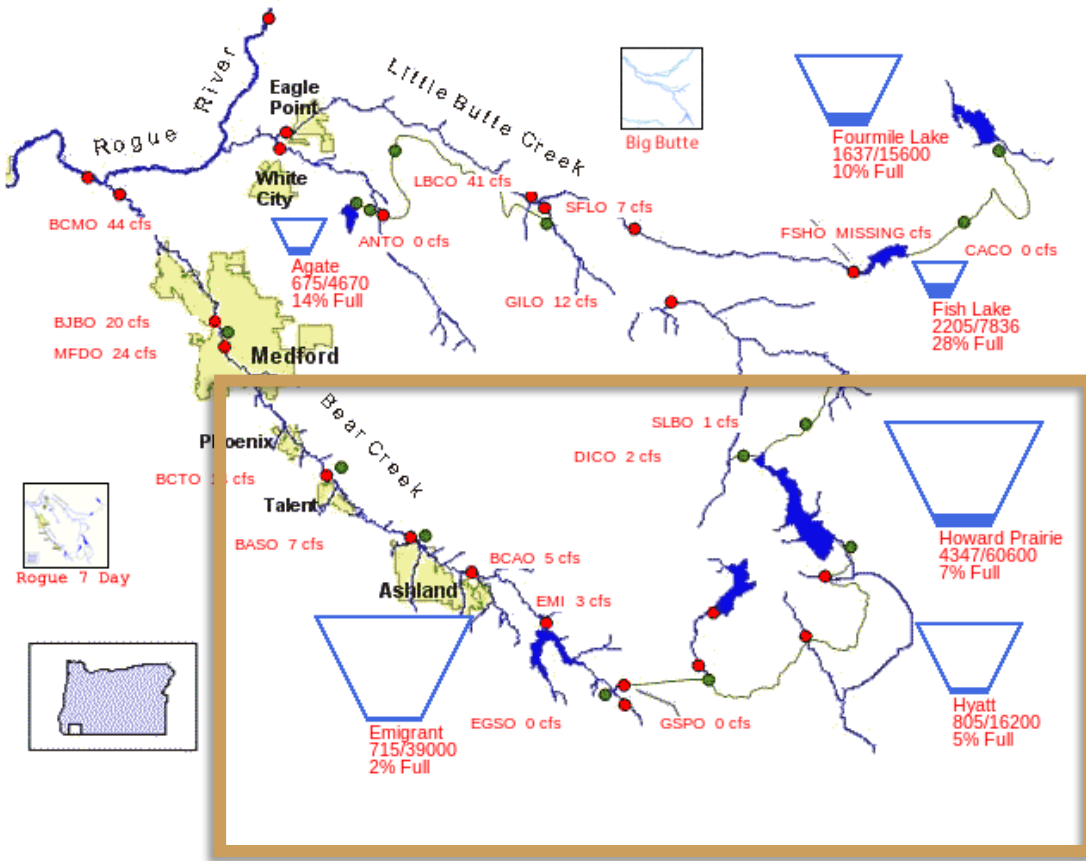 Rogue River
Eagle
Point
Little Butte Creek
Big Butte
Fourmile Lake
1637/15600
10% Full
White
City
LBCO 41 cfs
SFLO 7 cfs
BCMO 44 cfs
ANTO 0 cfs
FSHO MISSING cfs
CACO 0 cfs
Agate
675/4670
14% Full
GILO 12 cfs
Fish Lake
2205/7836
28% Full
BJBO 20 cfs
MFDO 24 cfs
Medford
Bear Creek
SLBO 1 cfs
Phoenix
DICO 2 cfs
BCTO cfs
Talent
Howard Prairie
4347/60600
7% Full
BASO 7 cfs
BCAO 5 cfs
Rogue 7 Day
Ashland
EMI 3 cfs
EGSO 0 cfs
GSPO 0 cfs
Hyatt
805/16200
5% Full
Emigrant
715/39000
2% Full